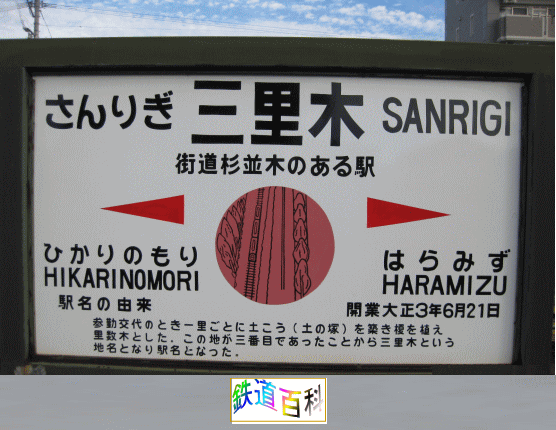 さんりぎ 三里木 SANRIGI
街道杉並木のある駅
ひかりのもり はらみず
HIKARINOMORI HARAMIZU
駅名の由来 開業大正3年6月21日
参勤交代のとき一里ごとに土こう（土の塚）を築き榎を植え
里数木とした．この地が三番目であったことから三里木という
地名となり駅名となった．
鉄道百科